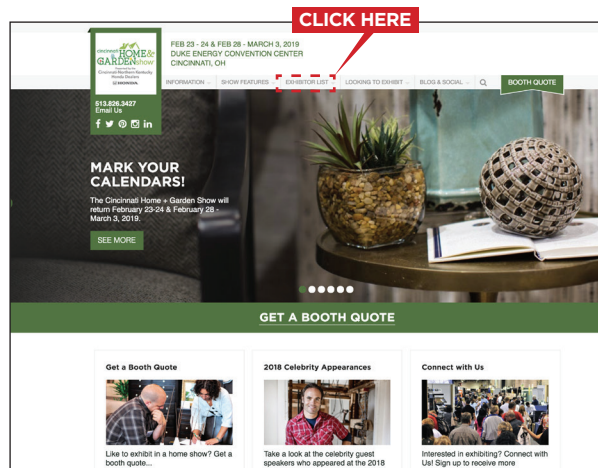 CLICK HERE
cincinnati HOME&
GARDENshow
Presented by the
Cincinnati-Northern Kentucky
Honda Dealers
HONDA
FEB 23 - 24 & FEB 28 - MARCH 3, 2019
DUKE ENERGY CONVENTION CENTER
CINCINNATI, OH
INFORMATION
SHOW FEATURES
EXHIBITOR LIST
LOOKING TO EXHIBIT
BLOG & SOCIAL
BOOTH QUOTE
513.826.3427
Email Us
MARK YOUR
CALENDARS!
The Cincinnati Home + Garden Show will
return February 23-24 & February 28 -
March 3, 2019.
SEE MORE
GET A BOOTH QUOTE
Get a Booth Quote
Like to exhibit in a home show? Get a
booth quote...
2018 Celebrity Appearances
Take a look at the celebrity guest
speakers who appeared at the 2018
Connect with Us
Interested in exhibiting? Connect with
Us! Sign up to receive more